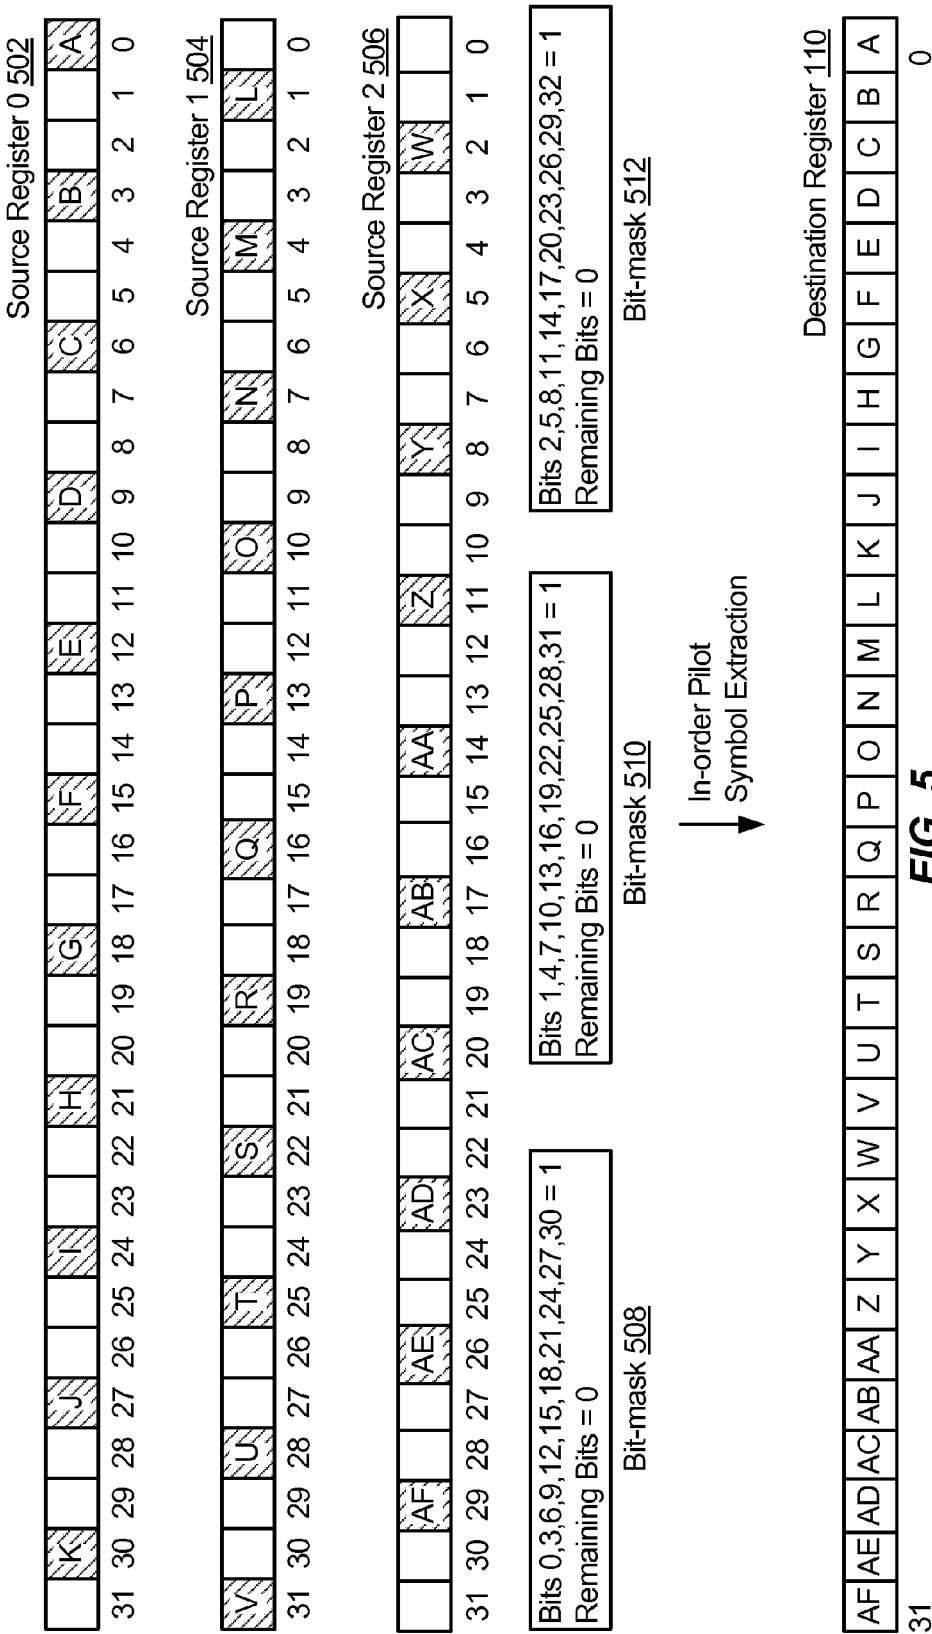 Source Register 0 502
K J I H G F E D C B A
31 30 29 28 27 26 25 24 23 22 21 20 19 18 17 16 15 14 13 12 11 10 9 8 7 6 5 4 3 2 1 0
Source Register 1 504
V U T S R Q P O N M L
31 30 29 28 27 26 25 24 23 22 21 20 19 18 17 16 15 14 13 12 11 10 9 8 7 6 5 4 3 2 1 0
Source Register 2 506
AF AE AD AC AB AA Z Y X W
31 30 29 28 27 26 25 24 23 22 21 20 19 18 17 16 15 14 13 12 11 10 9 8 7 6 5 4 3 2 1 0
Bits 0,3,6,9,12,15,18,21,24,27,30 = 1
Remaining Bits = 0
Bit-mask 508
Bits 1,4,7,10,13,16,19,22,25,28,31 = 1
Remaining Bits = 0
Bit-mask 510
Bits 2,5,8,11,14,17,20,23,26,29,32 = 1
Remaining Bits = 0
Bit-mask 512
In-order Pilot
Symbol Extraction
Destination Register 110
AF AE AD AC AB AA Z Y X W V U T S R Q P O N M L K J I H G F E D C B A
31 0
FIG. 5